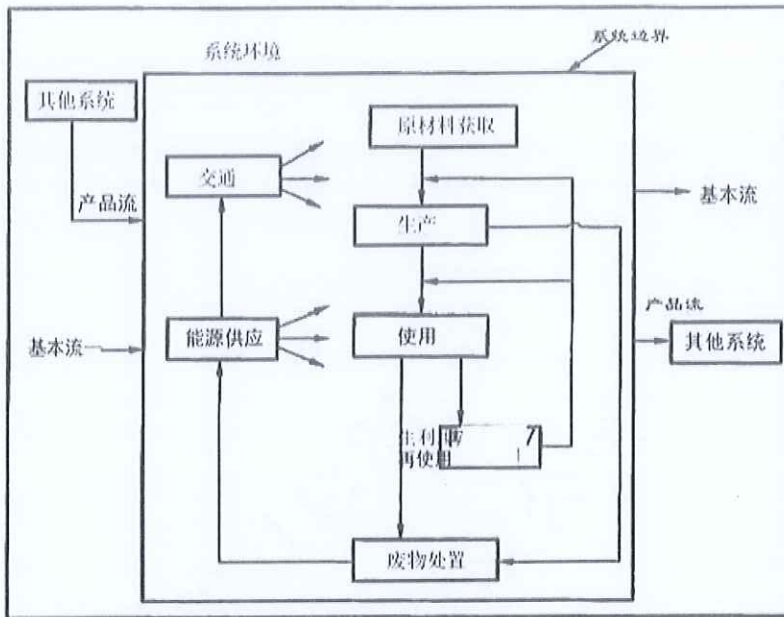 系统环境
系统边界
其他系统
原材料获取
交通
产品流
基本流
生产
产品流
能源供应
使用
其他系统
基本流
再使用
废物处置